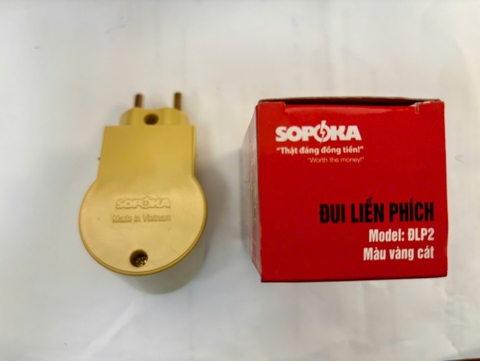 SOPOKA
Made in Vietnam
SOPOKA
"Thật đáng đồng tiền!"
"Worth the money!"
ĐUI LIỀN PHÍCH
Model: ĐLP2
Màu vàng cát